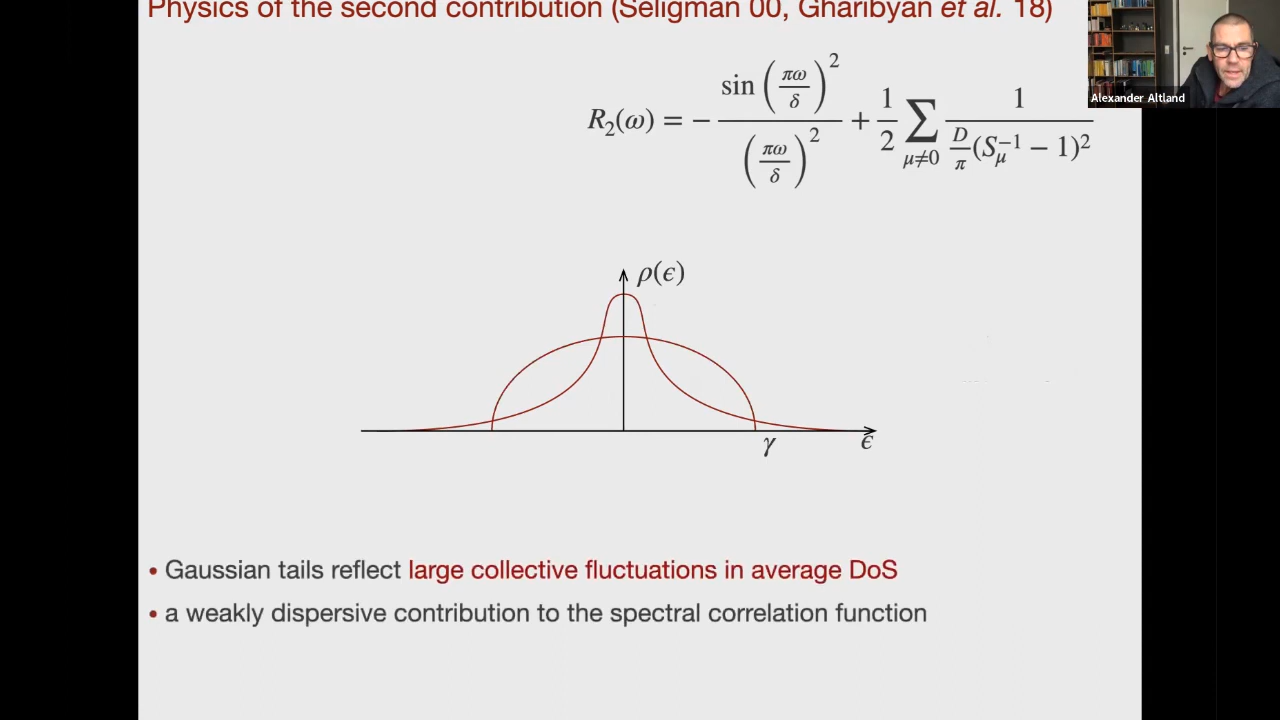 Physics of the second contribution (Seligman 00, Gharibyan et al. 18)
Alexander Altland
R₂(ω) = − sin (πω/δ)² / (πω/δ)² + 1/2 ∑_{μ≠0} 1 / (D/π (S_μ^{−1} − 1)²)
ρ(ϵ)
γ
ϵ
• Gaussian tails reflect large collective fluctuations in average DoS
• a weakly dispersive contribution to the spectral correlation function